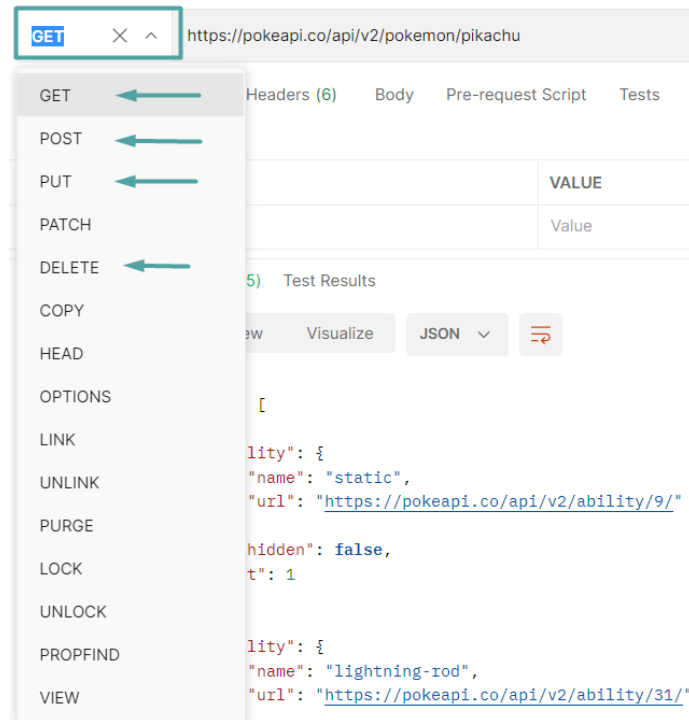 GET https://pokeapi.co/api/v2/pokemon/pikachu
GET Headers (6) Body Pre-request Script Tests
POST
PUT VALUE
PATCH Value
DELETE
5) Test Results
COPY
ew Visualize JSON
HEAD
OPTIONS
[
LINK
lity": {
"name": "static",
UNLINK
"url": "https://pokeapi.co/api/v2/ability/9/"
PURGE
hidden": false,
LOCK
t": 1
UNLOCK
lity": {
PROPFIND
"name": "lightning-rod",
VIEW
"url": "https://pokeapi.co/api/v2/ability/31/"